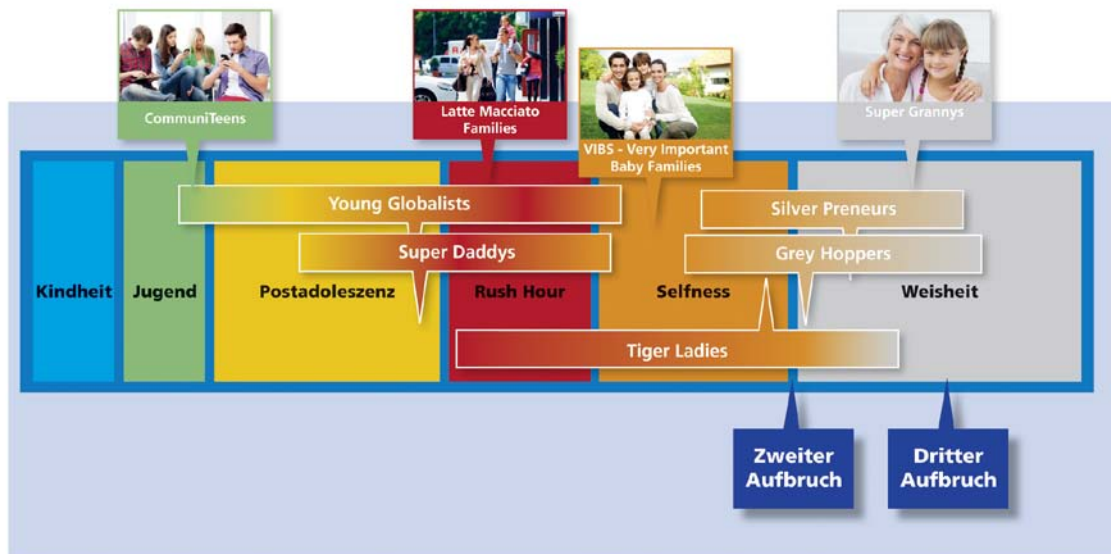 CommuniTeens
Latte Macciato
Families
VIBS - Very Important
Baby Families
Super Grannys
Young Globalists
Silver Preneurs
Super Daddys
Grey Hoppers
Kindheit
Jugend
Postadoleszenz
Rush Hour
Selfness
Weisheit
Tiger Ladies
Zweiter
Aufbruch
Dritter
Aufbruch